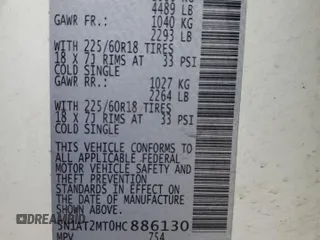 4489 LB
GAWR FR.: 1040 KG
2293 LB
WITH 225/60R18 TIRES
18 X 7J RIMS AT 33 PSI
COLD SINGLE
GAWR RR.: 1027 KG
2264 LB
WITH 225/60R18 TIRES
18 X 7J RIMS AT 33 PSI
COLD SINGLE
THIS VEHICLE CONFORMS TO
ALL APPLICABLE FEDERAL
MOTOR VEHICLE SAFETY
AND THEFT PREVENTION
STANDARDS IN EFFECT ON
THE DATE OF MANUFACTURE
SHOWN ABOVE
5N1AT2MT0HC886130
MPV 7S4
DREAMBID